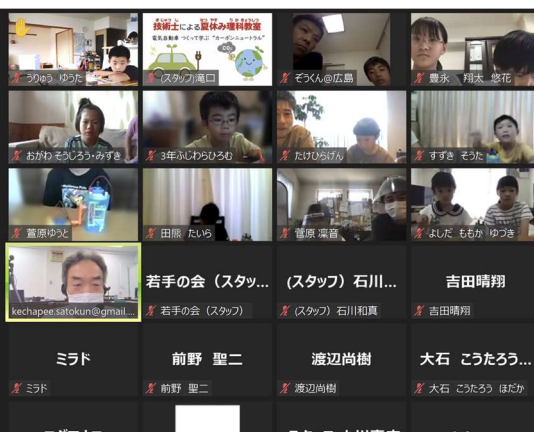 うりゅう ゆうた
技術士による夏休み理科教室
電気自動車 つくって学ぶ "カーボンニュートラル"
CO₂
(スタッフ)滝口
ぞうくん@広島
豊永 翔太 悠花
おがわ そうじろう・みずき
3年ふじわらひろむ
たけひらげん
すずき そうた
萱原ゆうと
田熊 たいら
菅原 凜音
よしだ ももか ゆづき
kechapee.satokun@gmail....
若手の会（スタッ...
若手の会（スタッフ）
(スタッフ）石川...
(スタッフ）石川和真
吉田晴翔
吉田晴翔
ミラド
ミラド
前野 聖二
前野 聖二
渡辺尚樹
渡辺尚樹
大石 こうたろう...
大石 こうたろう ほだか